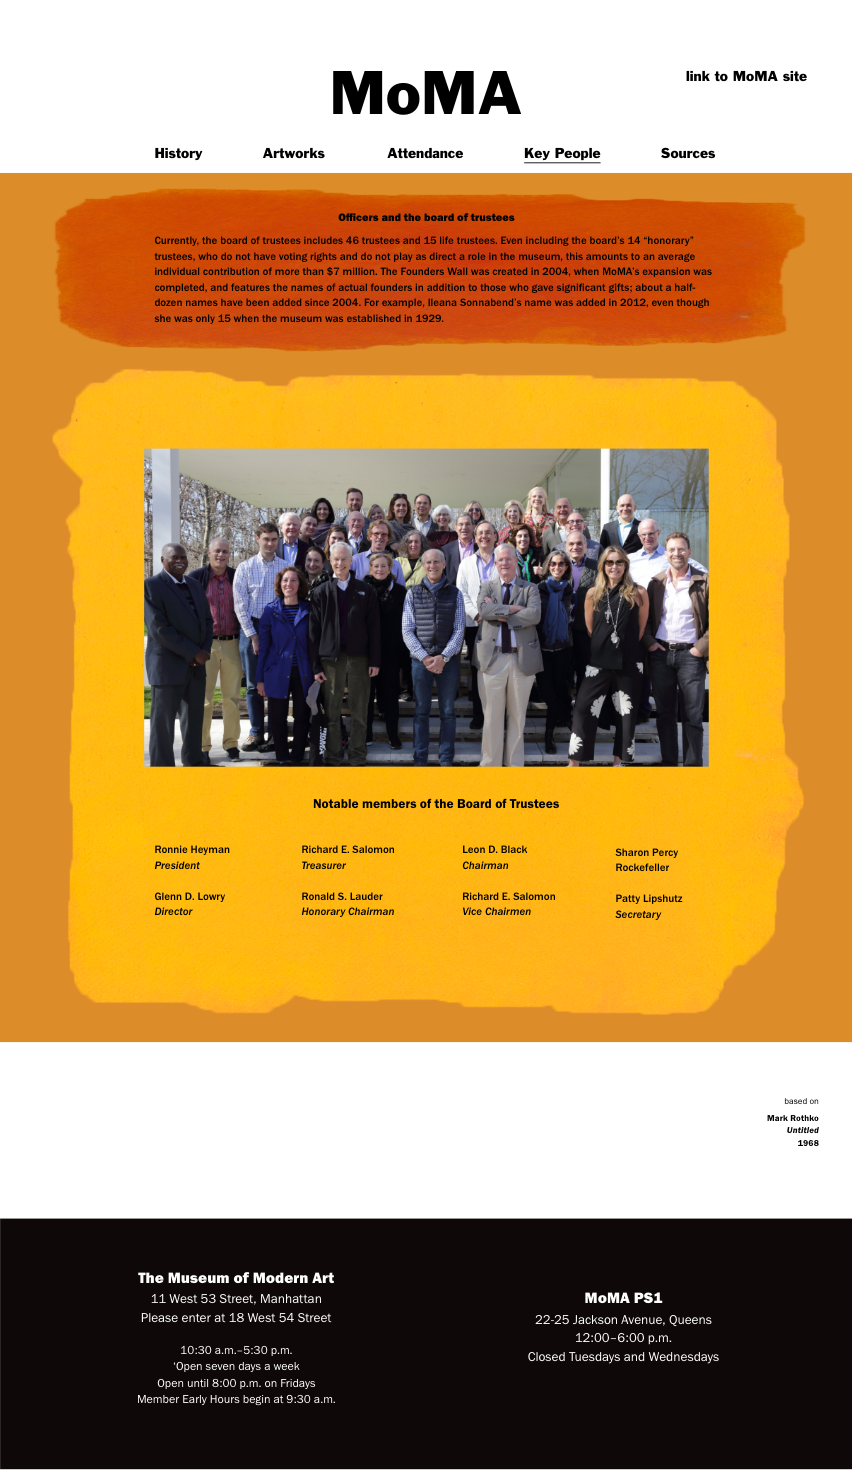 MoMA
link to MoMA site
History Artworks Attendance Key People Sources
Officers and the board of trustees
Currently, the board of trustees includes 46 trustees and 15 life trustees. Even including the board's 14 “honorary”
trustees, who do not have voting rights and do not play as direct a role in the museum, this amounts to an average
individual contribution of more than $7 million. The Founders Wall was created in 2004, when MoMA's expansion was
completed, and features the names of actual founders in addition to those who gave significant gifts; about a half-
dozen names have been added since 2004. For example, Ileana Sonnabend's name was added in 2012, even though
she was only 15 when the museum was established in 1929.
Notable members of the Board of Trustees
Ronnie Heyman
President
Glenn D. Lowry
Director
Richard E. Salomon
Treasurer
Ronald S. Lauder
Honorary Chairman
Leon D. Black
Chairman
Richard E. Salomon
Vice Chairmen
Sharon Percy
Rockefeller
Patty Lipshutz
Secretary
based on
Mark Rothko
Untitled
1968
The Museum of Modern Art
11 West 53 Street, Manhattan
Please enter at 18 West 54 Street
10:30 a.m.–5:30 p.m.
‘Open seven days a week
Open until 8:00 p.m. on Fridays
Member Early Hours begin at 9:30 a.m.
MoMA PS1
22-25 Jackson Avenue, Queens
12:00–6:00 p.m.
Closed Tuesdays and Wednesdays